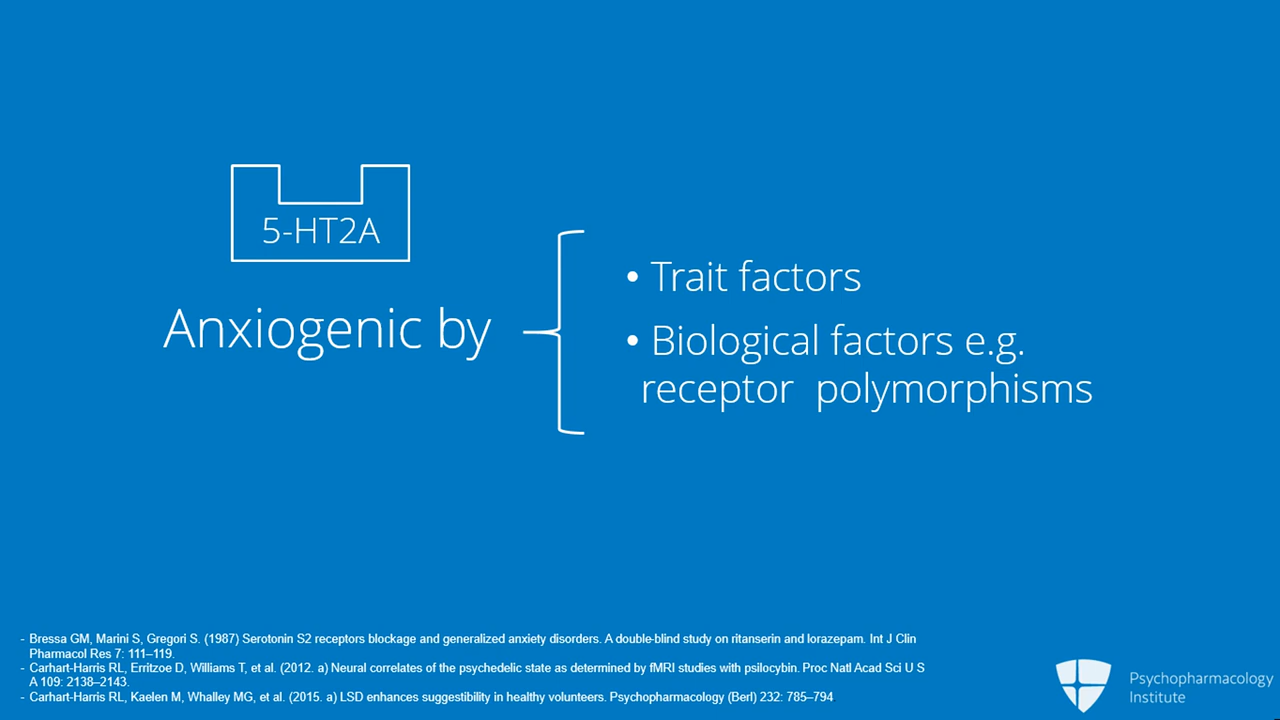 5-HT2A
Anxiogenic by
• Trait factors
• Biological factors e.g.
receptor polymorphisms
- Bressa GM, Marini S, Gregori S. (1987) Serotonin S2 receptors blockage and generalized anxiety disorders. A double-blind study on ritanserin and lorazepam. Int J Clin
Pharmacol Res 7: 111–119.
- Carhart-Harris RL, Erritzoe D, Williams T, et al. (2012. a) Neural correlates of the psychedelic state as determined by fMRI studies with psilocybin. Proc Natl Acad Sci U S
A 109: 2138–2143.
- Carhart-Harris RL, Kaelen M, Whalley MG, et al. (2015. a) LSD enhances suggestibility in healthy volunteers. Psychopharmacology (Berl) 232: 785–794
Psychopharmacology
Institute